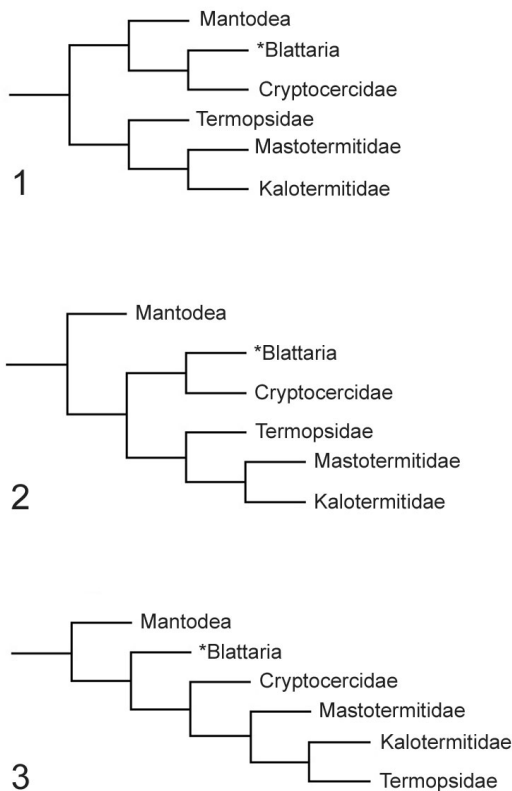 Mantodea
*Blattaria
Cryptocercidae
Termopsidae
Mastotermitidae
Kalotermitidae
1
Mantodea
*Blattaria
Cryptocercidae
Termopsidae
Mastotermitidae
Kalotermitidae
2
Mantodea
*Blattaria
Cryptocercidae
Mastotermitidae
Kalotermitidae
Termopsidae
3